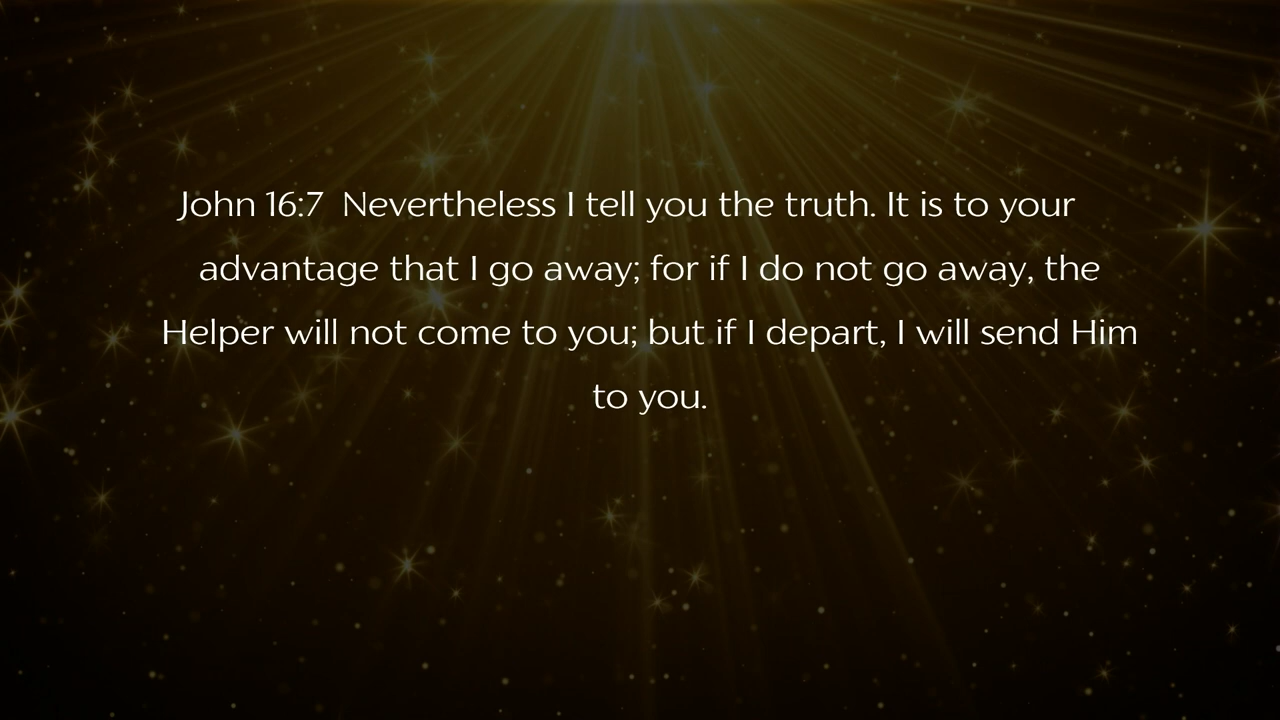 John 16:7  Nevertheless I tell you the truth. It is to your
advantage that I go away; for if I do not go away, the
Helper will not come to you; but if I depart, I will send Him
to you.